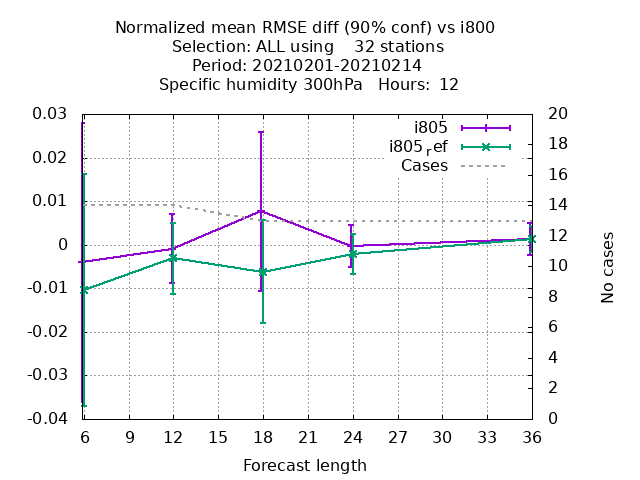 Normalized mean RMSE diff (90% conf) vs i800
Selection: ALL using    32 stations
Period: 20210201-20210214
Specific humidity 300hPa   Hours:  12
0.03
0.02
0.01
0
-0.01
-0.02
-0.03
-0.04
20
18
16
14
12
10
8
6
4
2
0
i805
i805ref
Cases
No cases
6 9 12 15 18 21 24 27 30 33 36
Forecast length